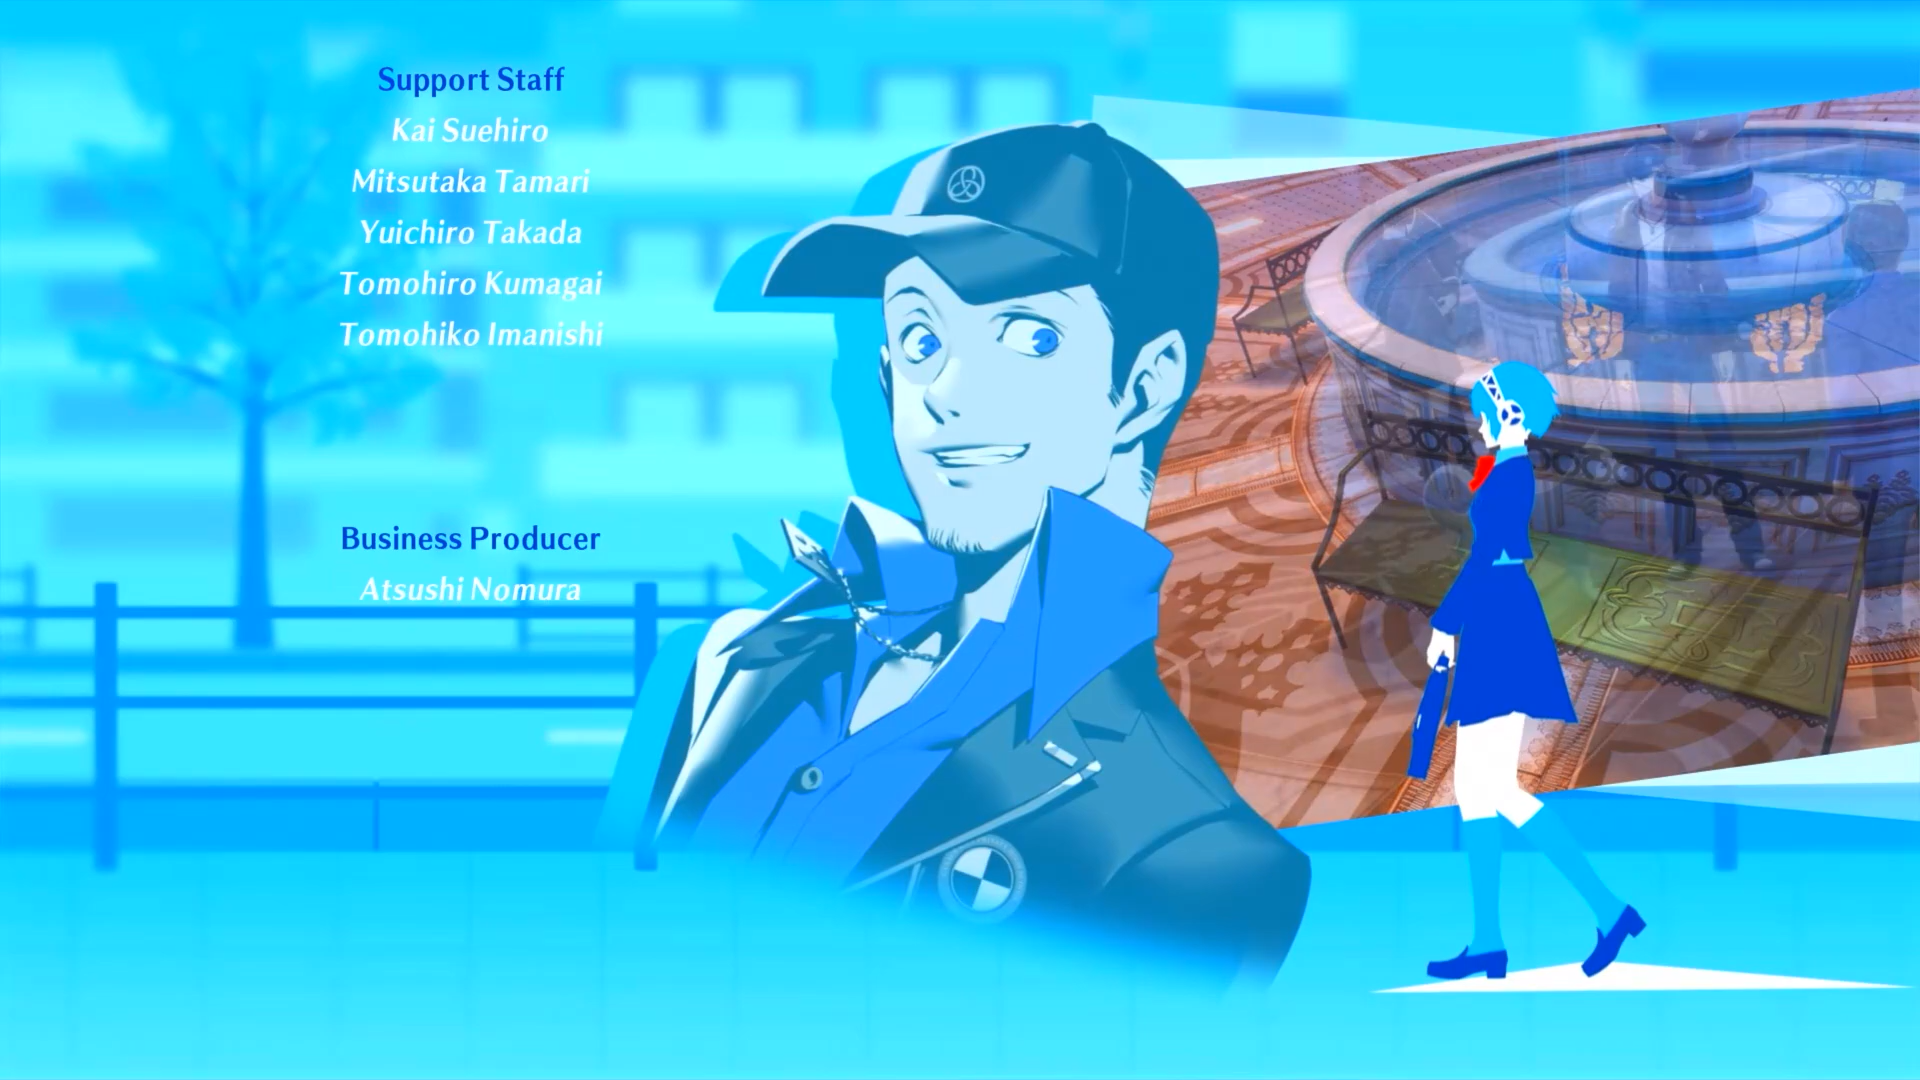 Support Staff
Kai Suehiro
Mitsutaka Tamari
Yuichiro Takada
Tomohiro Kumagai
Tomohiko Imanishi
Business Producer
Atsushi Nomura